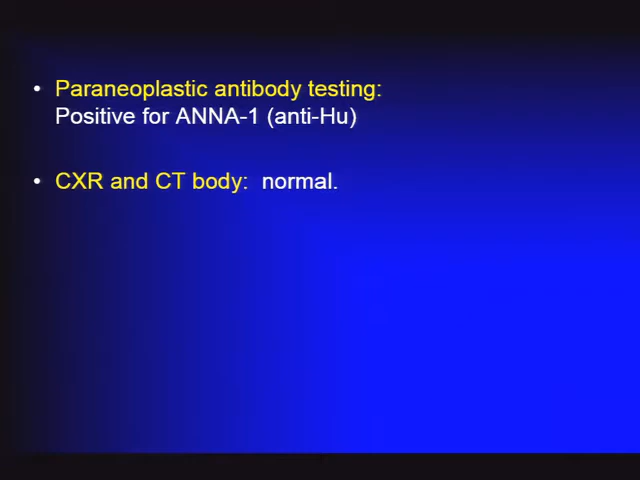 • Paraneoplastic antibody testing:
Positive for ANNA-1 (anti-Hu)
• CXR and CT body: normal.